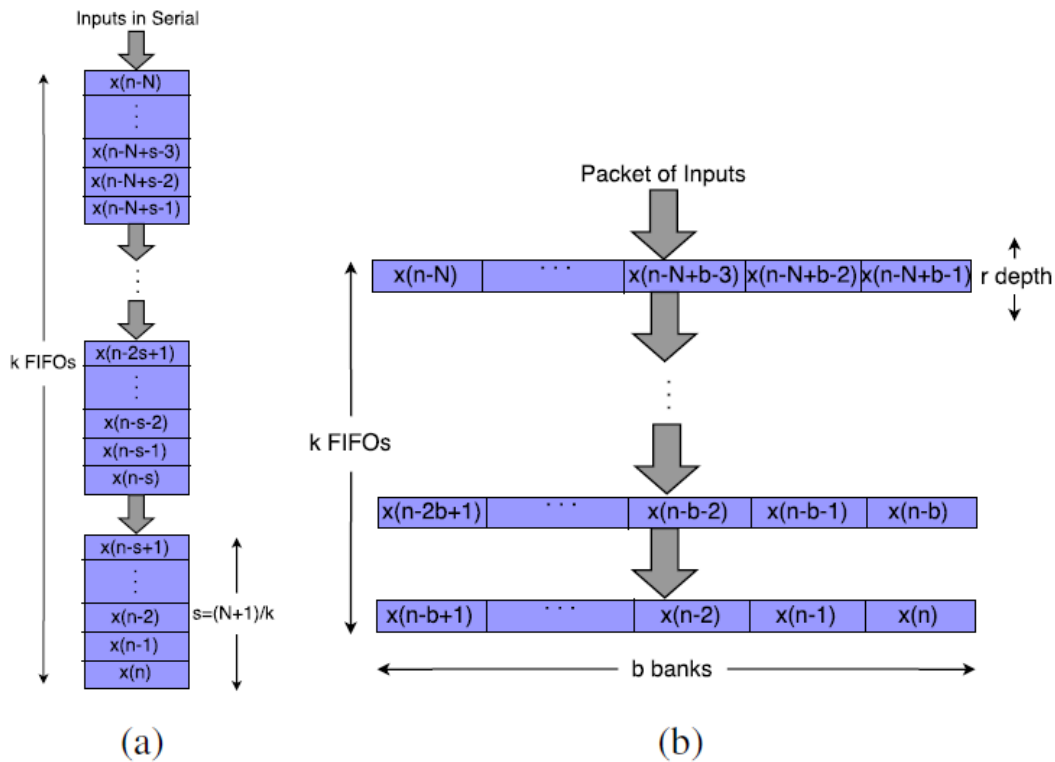 Inputs in Serial
x(n-N)
x(n-N+s-3)
x(n-N+s-2)
x(n-N+s-1)
k FIFOs
x(n-2s+1)
x(n-s-2)
x(n-s-1)
x(n-s)
x(n-s+1)
x(n-2)
x(n-1)
x(n)
s=(N+1)/k
(a)
Packet of Inputs
x(n-N) . . . x(n-N+b-3) x(n-N+b-2) x(n-N+b-1)
r depth
k FIFOs
x(n-2b+1) . . . x(n-b-2) x(n-b-1) x(n-b)
x(n-b+1) . . . x(n-2) x(n-1) x(n)
b banks
(b)